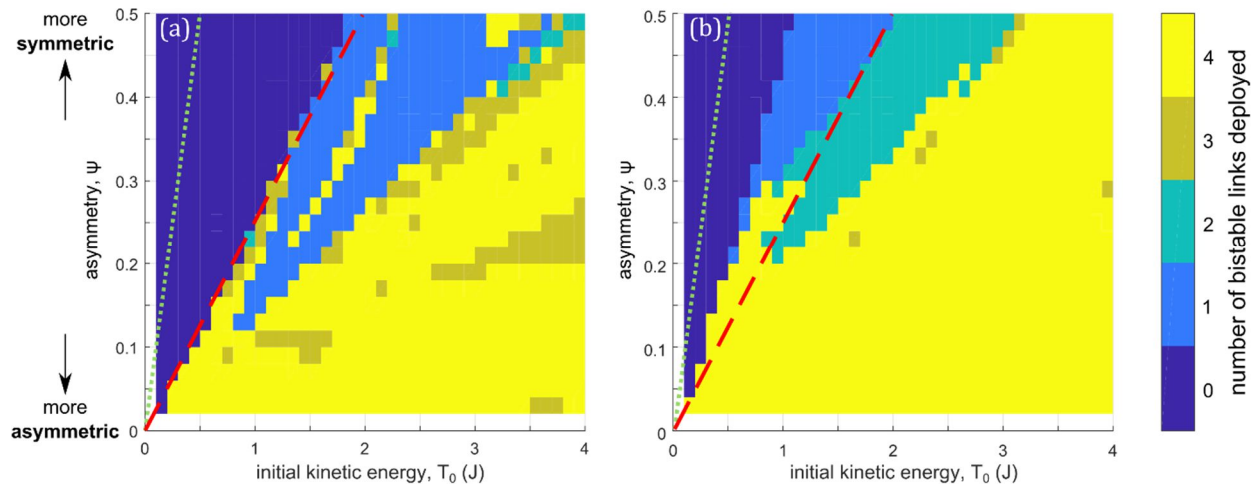 more
symmetric
more
asymmetric
asymmetry, ψ
0.5
0.4
0.3
0.2
0.1
0
(a)
0
1
2
3
4
initial kinetic energy, T0 (J)
asymmetry, ψ
0.5
0.4
0.3
0.2
0.1
0
(b)
0
1
2
3
4
initial kinetic energy, T0 (J)
4
3
2
1
0
number of bistable links deployed